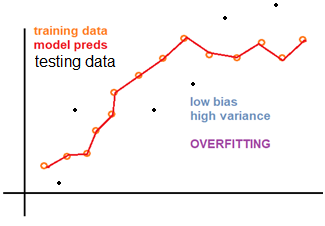 training data
model preds
testing data
low bias
high variance
OVERFITTING